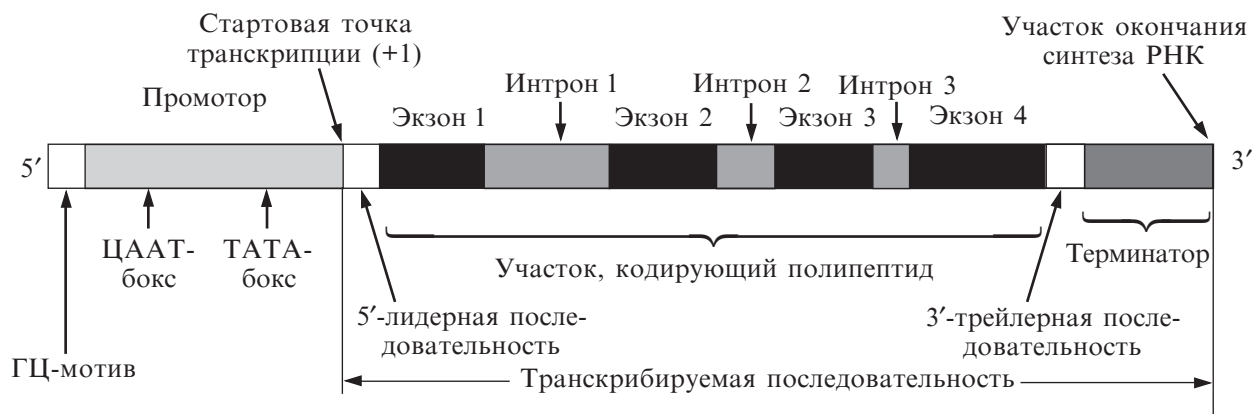 Стартовая точка
транскрипции (+1)
Участок окончания
синтеза РНК
Промотор
Интрон 1
Интрон 2
Интрон 3
Экзон 1
Экзон 2
Экзон 3
Экзон 4
5′
3′
ЦААТ-
бокс
ТАТА-
бокс
Участок, кодирующий полипептид
Терминатор
5′-лидерная после-
довательность
3′-трейлерная после-
довательность
ГЦ-мотив
Транскрибируемая последовательность